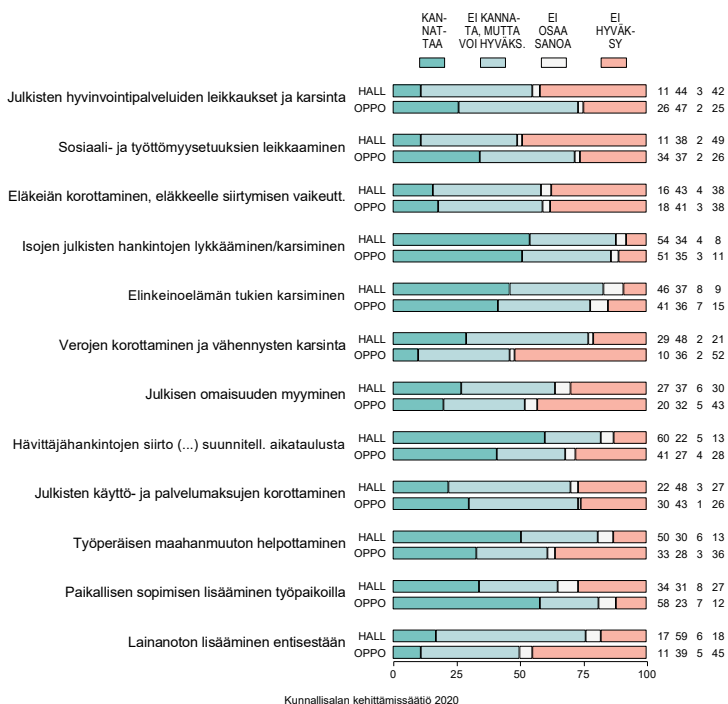 KAN-
NAT-
TAA
EI KANNA-
TA, MUTTA
VOI HYVÄKS.
EI
OSAA
SANOA
EI
HYVÄK-
SY
Julkisten hyvinvointipalveluiden leikkaukset ja karsinta
HALL 11 44 3 42
OPPO 26 47 2 25
Sosiaali- ja työttömyysetuuksien leikkaaminen
HALL 11 38 2 49
OPPO 34 37 2 26
Eläkeiän korottaminen, eläkkeelle siirtymisen vaikeutt.
HALL 16 43 4 38
OPPO 18 41 3 38
Isojen julkisten hankintojen lykkääminen/karsiminen
HALL 54 34 4 8
OPPO 51 35 3 11
Elinkeinoelämän tukien karsiminen
HALL 46 37 8 9
OPPO 41 36 7 15
Verojen korottaminen ja vähennysten karsinta
HALL 29 48 2 21
OPPO 10 36 2 52
Julkisen omaisuuden myyminen
HALL 27 37 6 30
OPPO 20 32 5 43
Hävittäjähankintojen siirto (...) suunnitell. aikataulusta
HALL 60 22 5 13
OPPO 41 27 4 28
Julkisten käyttö- ja palvelumaksujen korottaminen
HALL 22 48 3 27
OPPO 30 43 1 26
Työperäisen maahanmuuton helpottaminen
HALL 50 30 6 13
OPPO 33 28 3 36
Paikallisen sopimisen lisääminen työpaikoilla
HALL 34 31 8 27
OPPO 58 23 7 12
Lainanoton lisääminen entisestään
HALL 17 59 6 18
OPPO 11 39 5 45
0 25 50 75 100
Kunnallisalan kehittämissäätiö 2020